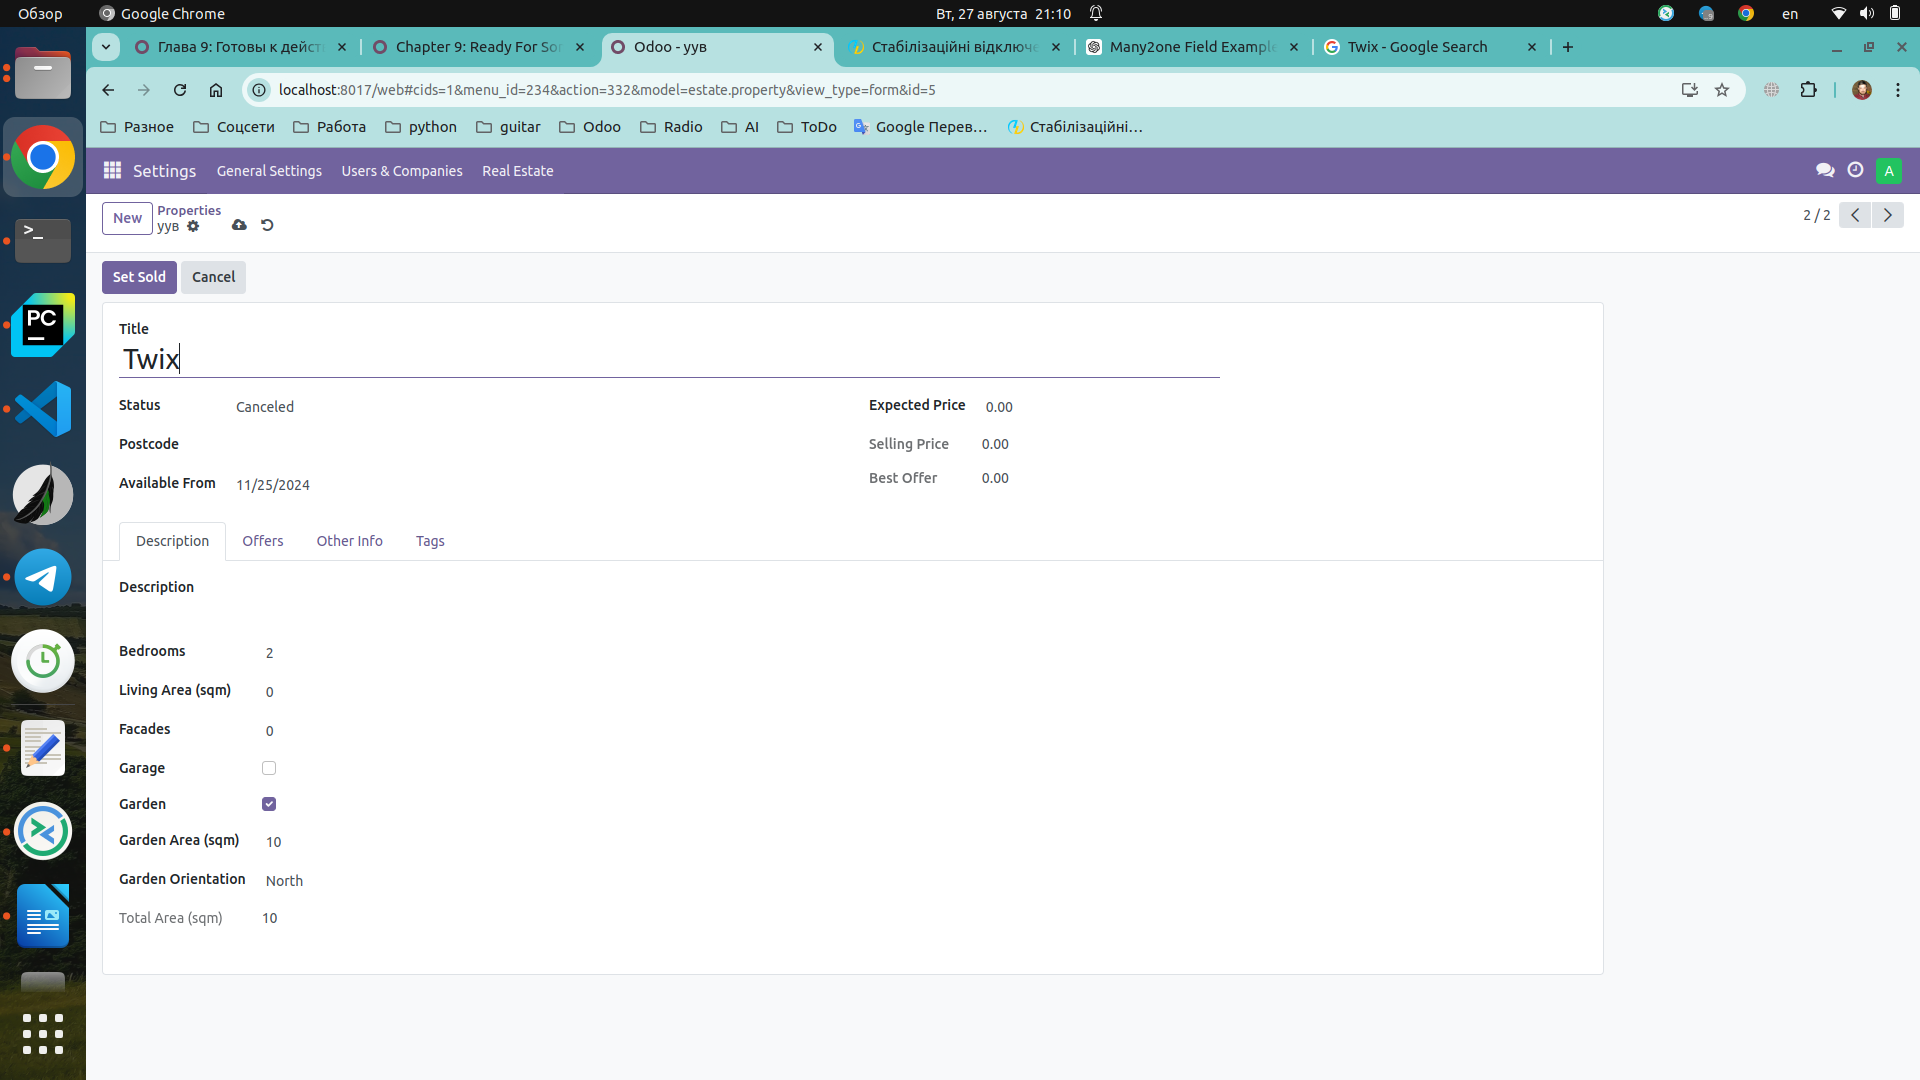 Обзор
Google Chrome
Вт, 27 августа 21:10
en
Глава 9: Готовы к дейст
Chapter 9: Ready For So
Odoo - уув
Стабілізаційні відключе
Many2one Field Example
Twix - Google Search
localhost:8017/web#cids=1&menu_id=234&action=332&model=estate.property&view_type=form&id=5
Разное
Соцсети
Работа
python
guitar
Odoo
Radio
AI
ToDo
Google Перев...
Стабілізаційні...
Settings
General Settings
Users & Companies
Real Estate
A
New
Properties
уув
2 / 2
Set Sold
Cancel
Title
Twix
Status
Canceled
Expected Price
0.00
Postcode
Selling Price
0.00
Available From
11/25/2024
Best Offer
0.00
Description
Offers
Other Info
Tags
Description
Bedrooms
2
Living Area (sqm)
0
Facades
0
Garage
Garden
Garden Area (sqm)
10
Garden Orientation
North
Total Area (sqm)
10
PC